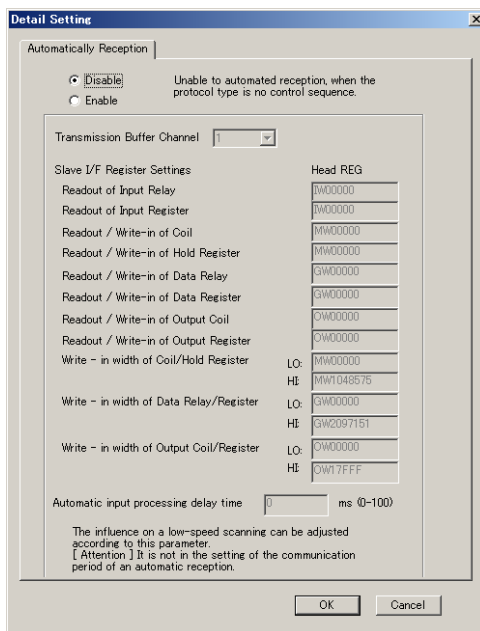 Detail Setting
Automatically Reception
Disable
Unable to automated reception, when the
protocol type is no control sequence.
Enable
Transmission Buffer Channel 1
Slave I/F Register Settings Head REG
Readout of Input Relay IW00000
Readout of Input Register IW00000
Readout / Write-in of Coil MW00000
Readout / Write-in of Hold Register MW00000
Readout / Write-in of Data Relay GW00000
Readout / Write-in of Data Register GW00000
Readout / Write-in of Output Coil OW00000
Readout / Write-in of Output Register OW00000
Write - in width of Coil/Hold Register LO: MW00000
HI: MW1048575
Write - in width of Data Relay/Register LO: GW00000
HI: GW2097151
Write - in width of Output Coil/Register LO: OW00000
HI: OW17FFF
Automatic input processing delay time 0 ms (0-100)
The influence on a low-speed scanning can be adjusted
according to this parameter.
[ Attention ] It is not in the setting of the communication
period of an automatic reception.
OK Cancel